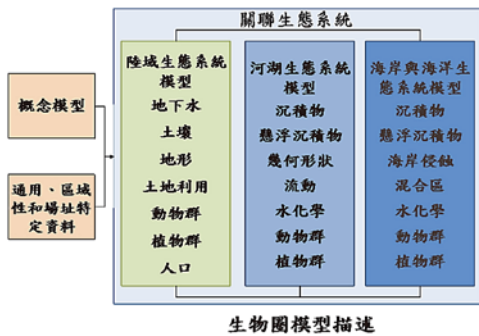 關聯生態系統
概念模型
通用、區域
性和場址特
定資料
陸域生態系統
模型
地下水
土壤
地形
土地利用
動物群
植物群
人口
河湖生態系統
模型
沉積物
懸浮沉積物
幾何形狀
流動
水化學
動物群
植物群
海岸與海洋生
態系統模型
沉積物
懸浮沉積物
海岸侵蝕
混合區
水化學
動物群
植物群
生物圈模型描述